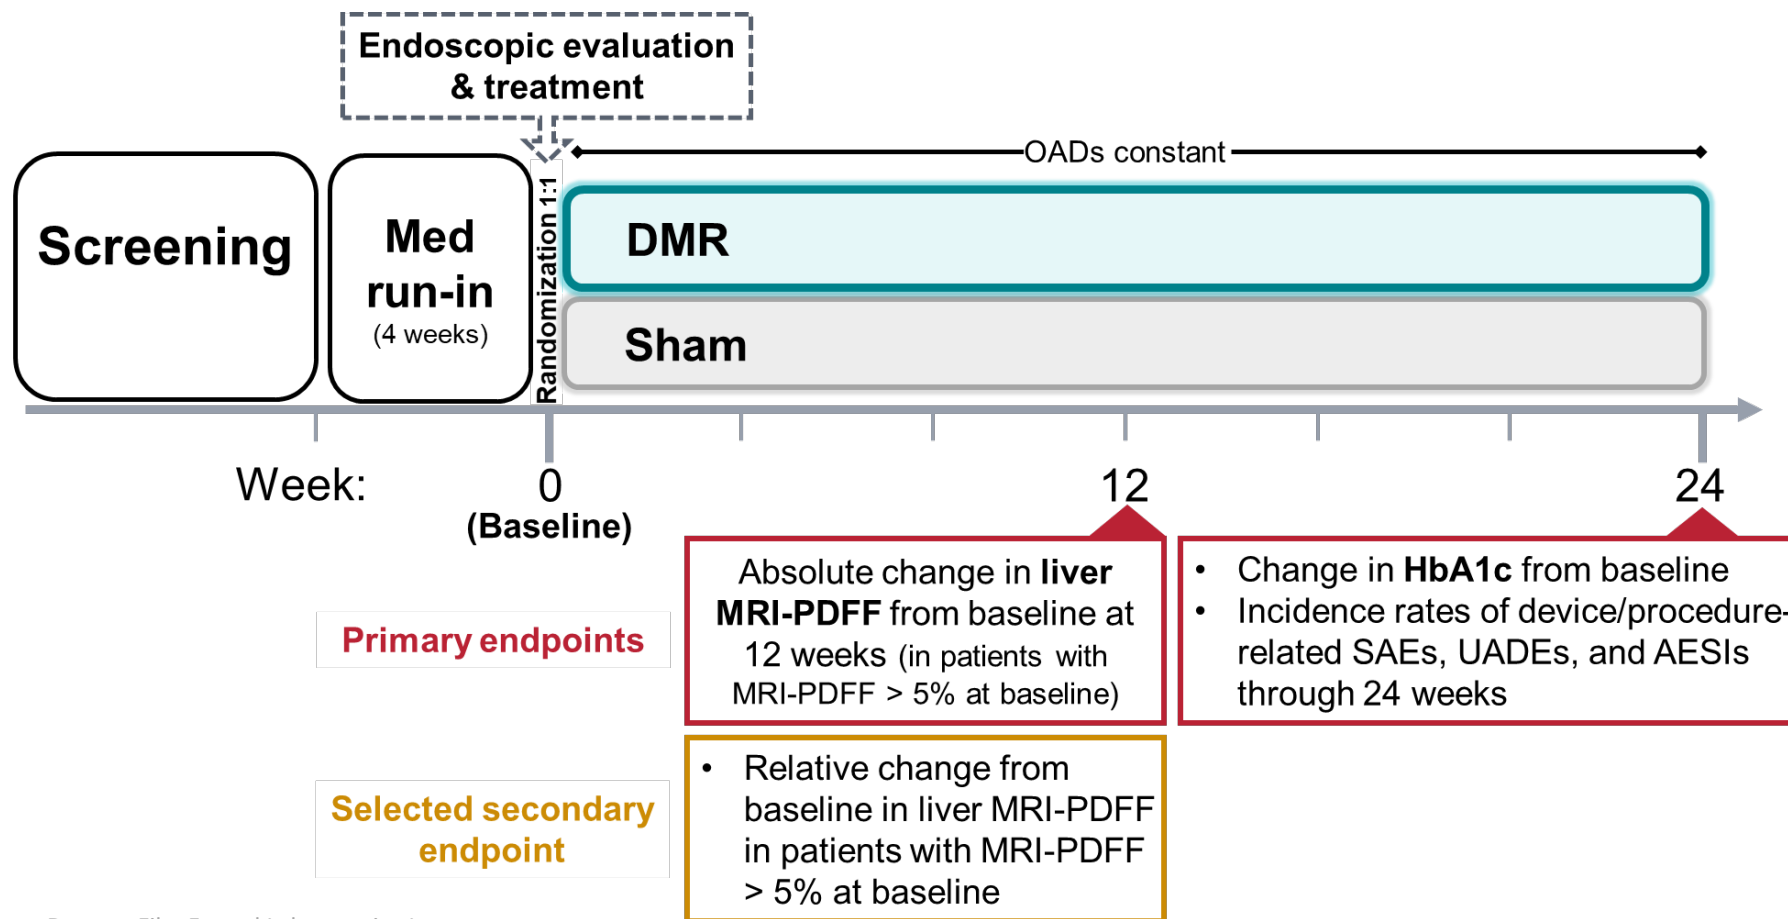 Endoscopic evaluation
& treatment
OADs constant
Screening
Med
run-in
(4 weeks)
Randomization 1:1
DMR
Sham
Week:
0
12
24
(Baseline)
Primary endpoints
Absolute change in liver
MRI-PDFF from baseline at
12 weeks (in patients with
MRI-PDFF > 5% at baseline)
• Change in HbA1c from baseline
• Incidence rates of device/procedure-
related SAEs, UADEs, and AESIs
through 24 weeks
Selected secondary
endpoint
• Relative change from
baseline in liver MRI-PDFF
in patients with MRI-PDFF
> 5% at baseline